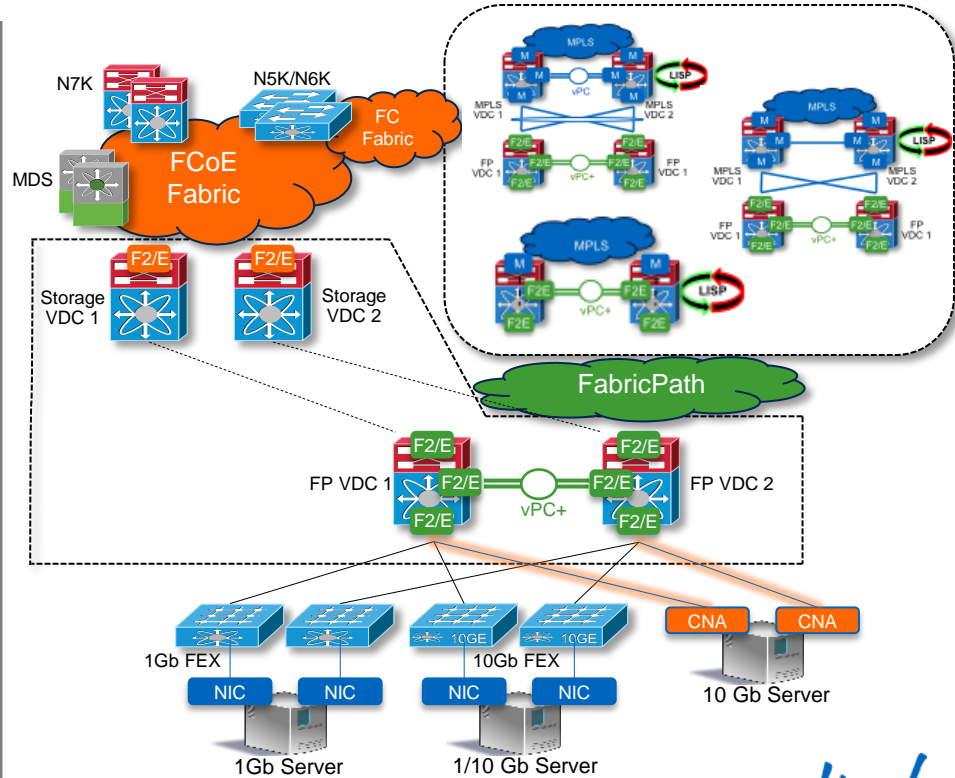 N7K
N5K/N6K
FC
Fabric
FCoE
Fabric
MDS
MPLS
M
M
M
M
vPC
LISP
M
M
MPLS
VDC 1
MPLS
VDC 2
F2/E
F2/E
FP
VDC 1
F2/E
F2/E
FP
VDC 1
vPC+
F2/E
F2/E
MPLS
M
M
M
M
LISP
M
M
MPLS
VDC 1
MPLS
VDC 2
F2/E
F2/E
FP
VDC 1
F2/E
F2/E
FP
VDC 1
vPC+
F2/E
F2/E
MPLS
M
M
F2E
F2E
LISP
vPC+
F2E
F2E
F2/E
F2/E
Storage
VDC 1
Storage
VDC 2
FabricPath
F2/E
F2/E
FP VDC 1
F2/E
F2/E
FP VDC 2
vPC+
F2/E
F2/E
CNA
CNA
10GE
10GE
1Gb FEX
10Gb FEX
NIC
NIC
NIC
NIC
10 Gb Server
1Gb Server
1/10 Gb Server